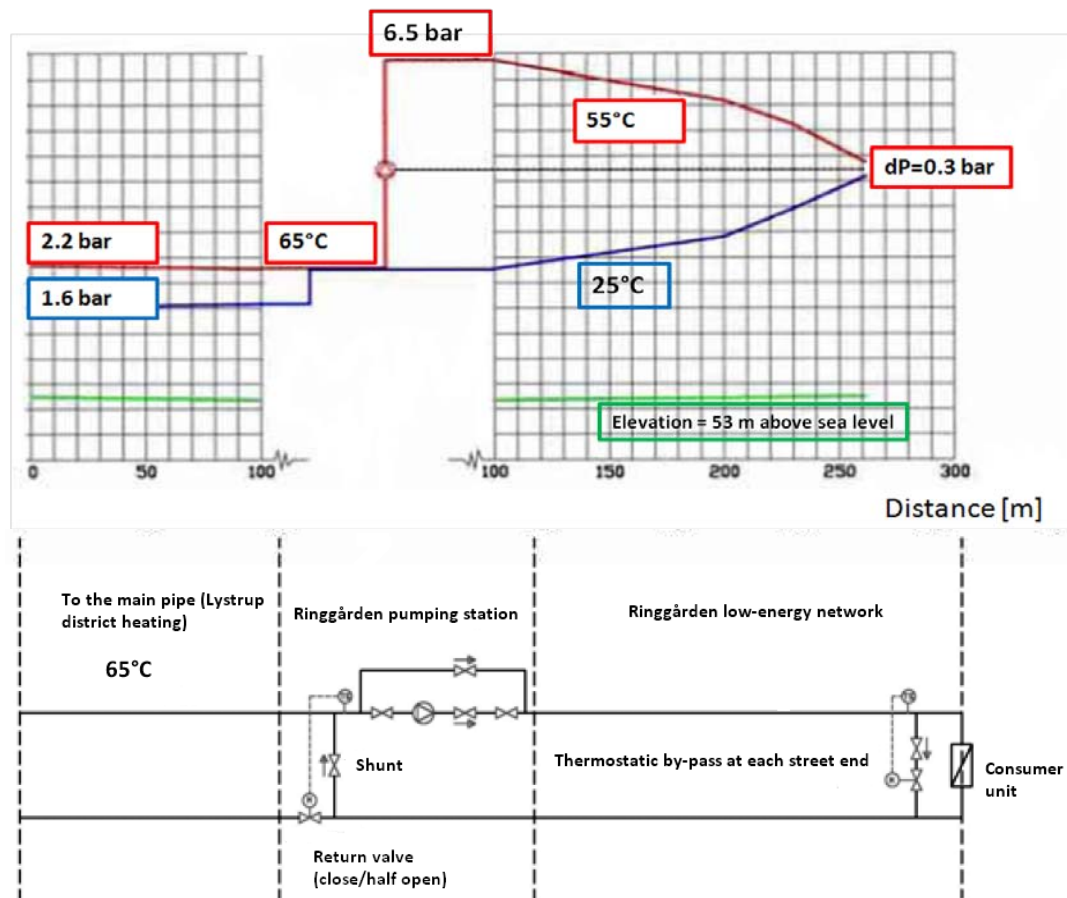 6.5 bar
55°C
dP=0.3 bar
2.2 bar
65°C
1.6 bar
25°C
Elevation = 53 m above sea level
0
50
100
100
150
200
250
300
Distance [m]
To the main pipe (Lystrup
district heating)
65°C
Ringgården pumping station
Ringgården low-energy network
Shunt
Thermostatic by-pass at each street end
Consumer
unit
Return valve
(close/half open)